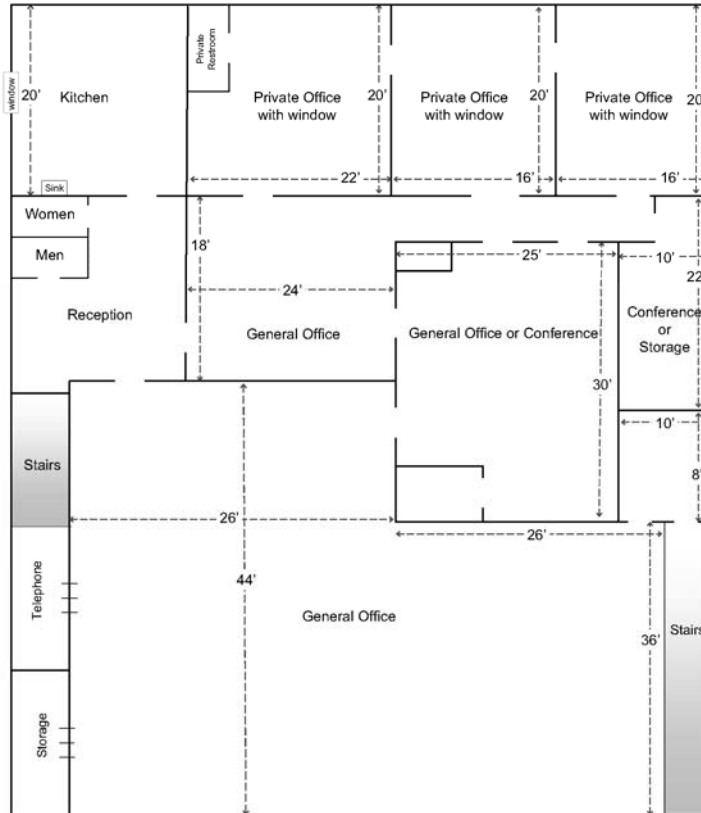 window
20'
Kitchen
Private
Restroom
Private Office
with window
20'
Private Office
with window
20'
Private Office
with window
20'
22'
16'
16'
Sink
Women
Men
18'
Reception
24'
General Office
25'
General Office or Conference
10'
22'
Conference
or
Storage
30'
10'
8'
Stairs
26'
26'
44'
Telephone
General Office
36'
Stairs
Storage